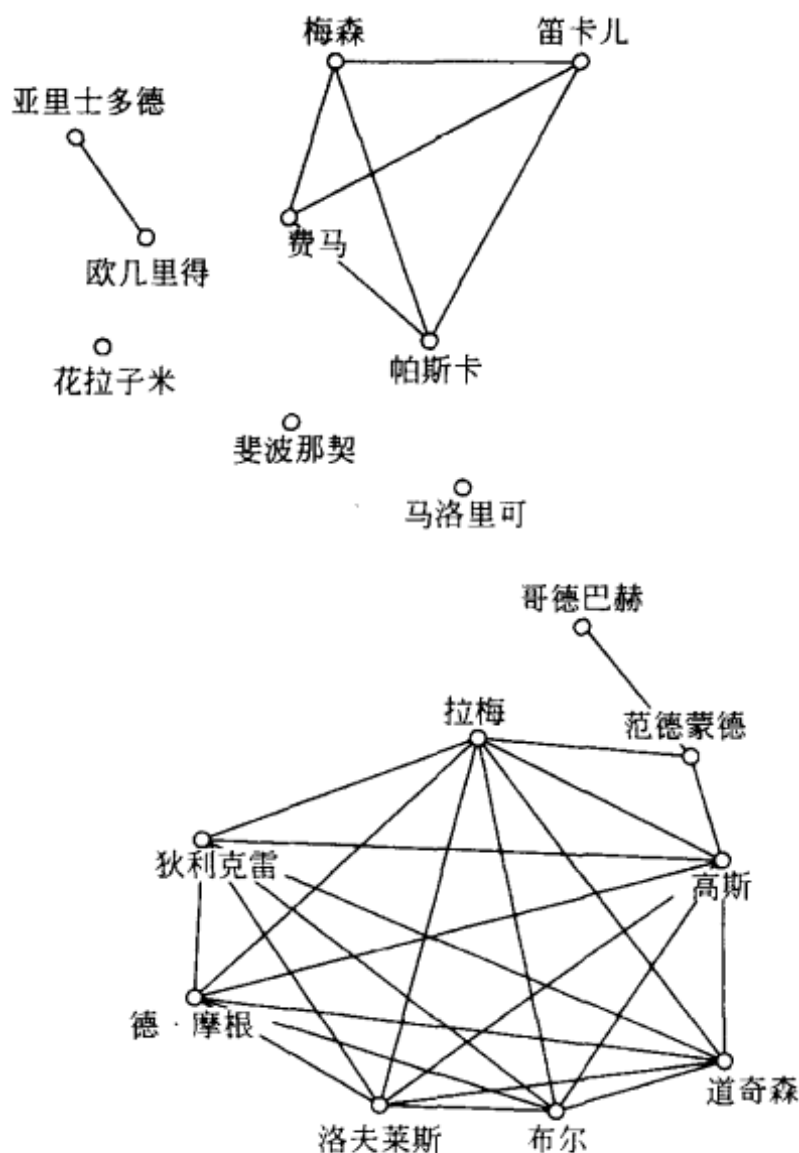 梅森
笛卡儿
亚里士多德
费马
欧几里得
帕斯卡
花拉子米
斐波那契
马洛里可
哥德巴赫
拉梅
范德蒙德
狄利克雷
高斯
德·摩根
道奇森
洛夫莱斯
布尔